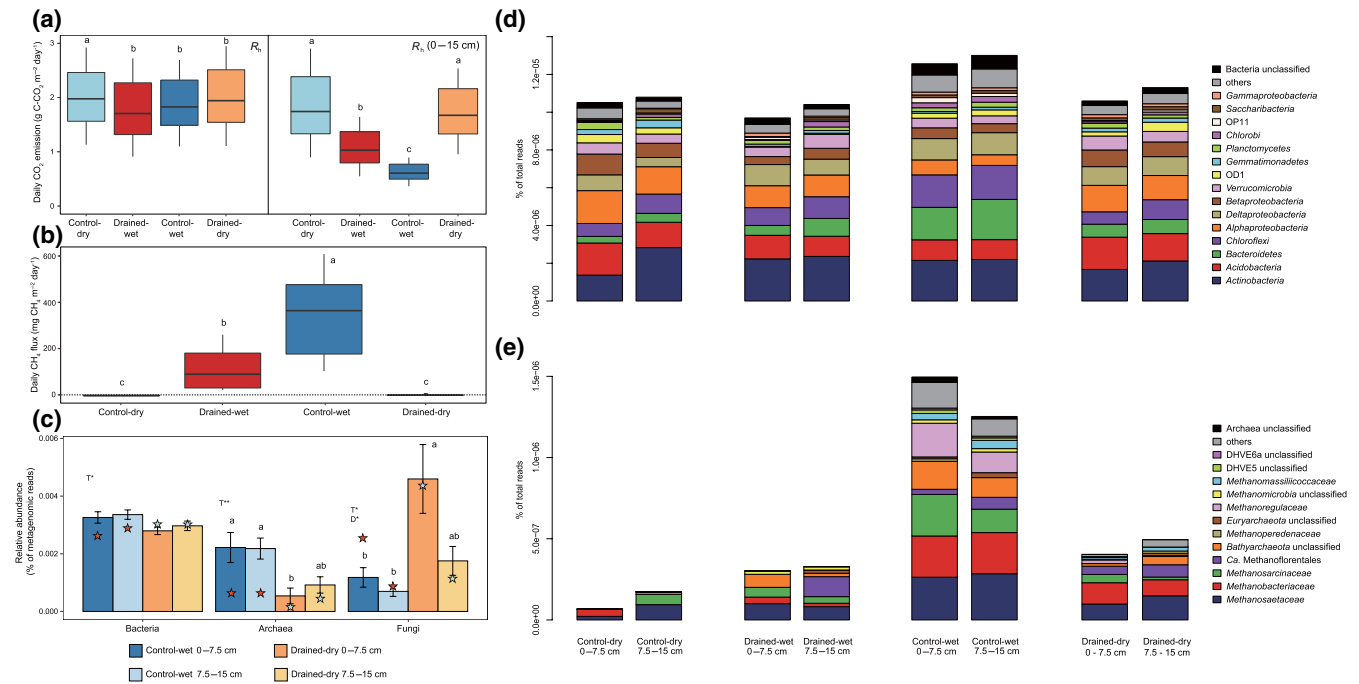 (a)
Daily CO2 emission (g C-CO2 m−2 day-1)
3
2
1
0
a
b
b
b
Rh
a
b
c
a
Rh (0–15 cm)
Control-dry
Drained-wet
Control-wet
Drained-dry
Control-dry
Drained-wet
Control-wet
Drained-dry
(b)
Daily CH4 flux (mg CH4 m−2 day-1)
600
400
200
0
c
b
a
c
Control-dry
Drained-wet
Control-wet
Drained-dry
(c)
Relative abundance
(% of metagenomic reads)
0.006
0.004
0.002
0.000
T*
T**
a
a
b
ab
T*
D*
b
b
a
ab
Bacteria
Archaea
Fungi
Control-wet 0–7.5 cm
Drained-dry 0–7.5 cm
Control-wet 7.5–15 cm
Drained-dry 7.5–15 cm
(d)
% of total reads
1.2e−05
8.0e−06
4.0e−06
0.0e+00
Bacteria unclassified
others
Gammaproteobacteria
Saccharibacteria
OP11
Chlorobi
Planctomycetes
Gemmatimonadetes
OD1
Verrucomicrobia
Betaproteobacteria
Deltaproteobacteria
Alphaproteobacteria
Chloroflexi
Bacteroidetes
Acidobacteria
Actinobacteria
(e)
% of total reads
1.5e−06
1.0e−06
5.0e−07
0.0e+00
Control-dry
0–7.5 cm
Control-dry
7.5–15 cm
Drained-wet
0–7.5 cm
Drained-wet
7.5–15 cm
Control-wet
0–7.5 cm
Control-wet
7.5–15 cm
Drained-dry
0 - 7.5 cm
Drained-dry
7.5 - 15 cm
Archaea unclassified
others
DHVE6a unclassified
DHVE5 unclassified
Methanomassiliicoccaceae
Methanomicrobia unclassified
Methanoregulaceae
Euryarchaeota unclassified
Methanoperedenaceae
Bathyarchaeota unclassified
Ca. Methanoflorentales
Methanosarcinaceae
Methanobacteriaceae
Methanosaetaceae